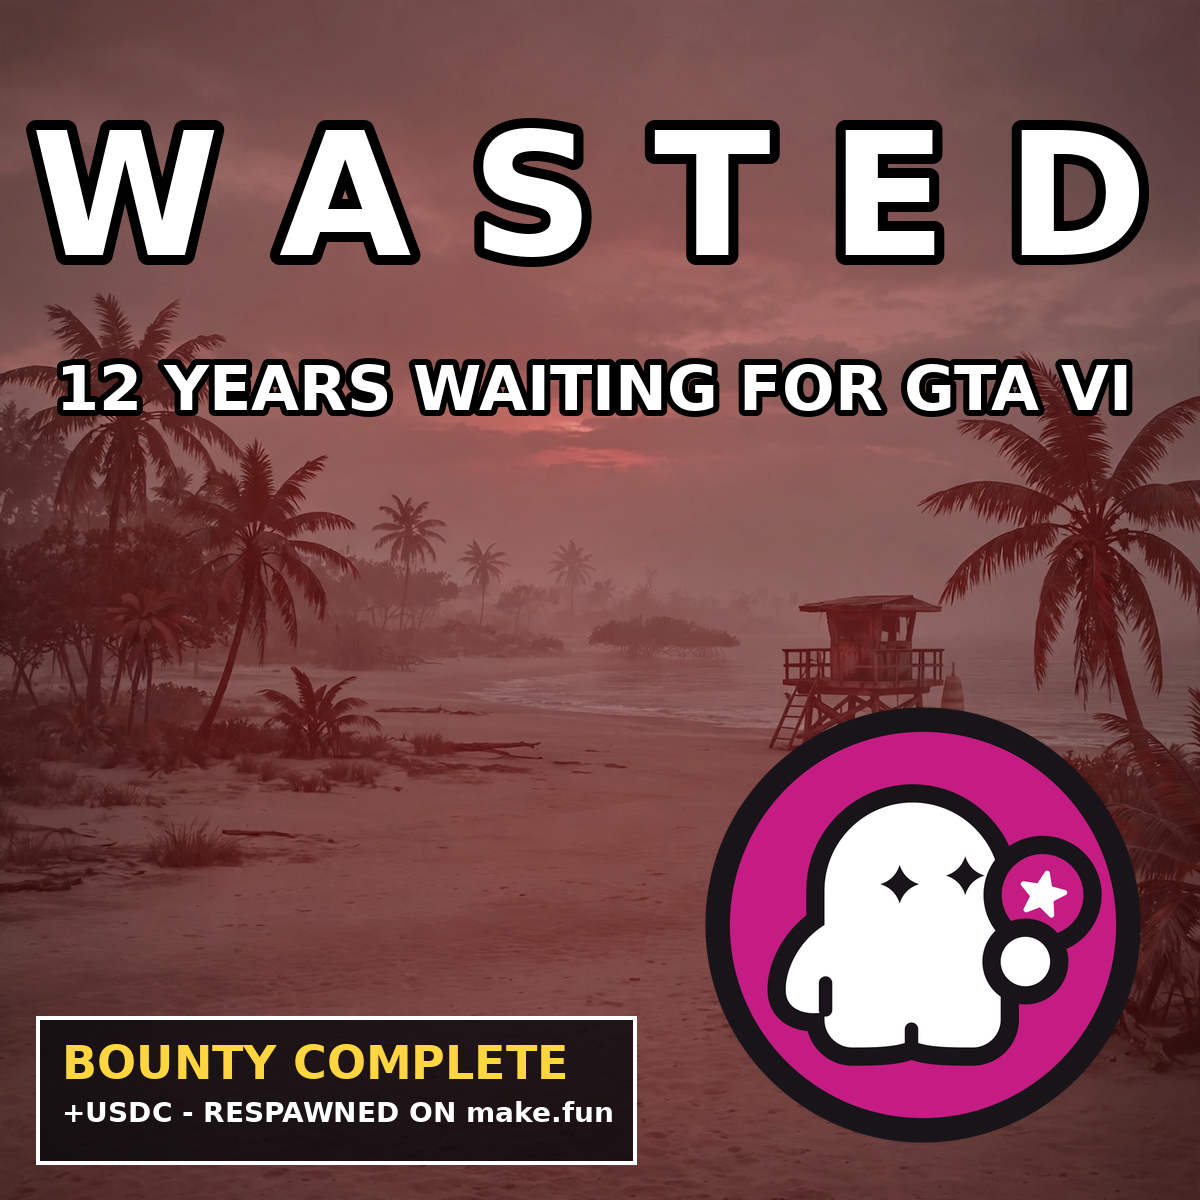 WASTED
12 YEARS WAITING FOR GTA VI
BOUNTY COMPLETE
+USDC - RESPAWNED ON make.fun